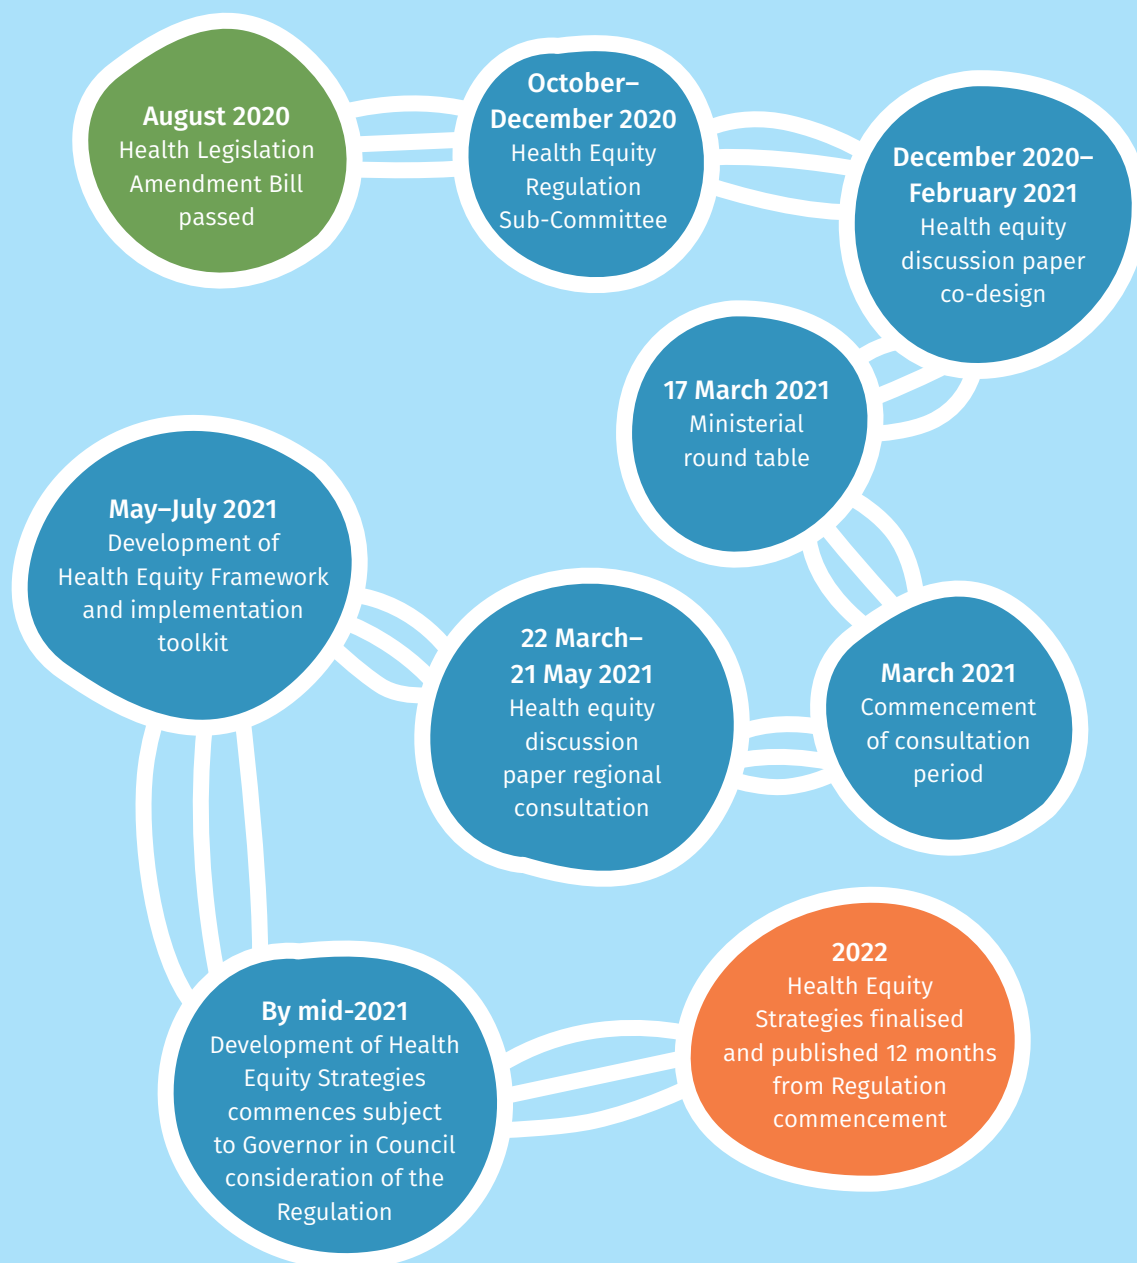 August 2020
Health Legislation
Amendment Bill
passed
October–
December 2020
Health Equity
Regulation
Sub-Committee
December 2020–
February 2021
Health equity
discussion paper
co-design
17 March 2021
Ministerial
round table
March 2021
Commencement
of consultation
period
22 March–
21 May 2021
Health equity
discussion
paper regional
consultation
May–July 2021
Development of
Health Equity Framework
and implementation
toolkit
By mid-2021
Development of Health
Equity Strategies
commences subject
to Governor in Council
consideration of the
Regulation
2022
Health Equity
Strategies finalised
and published 12 months
from Regulation
commencement